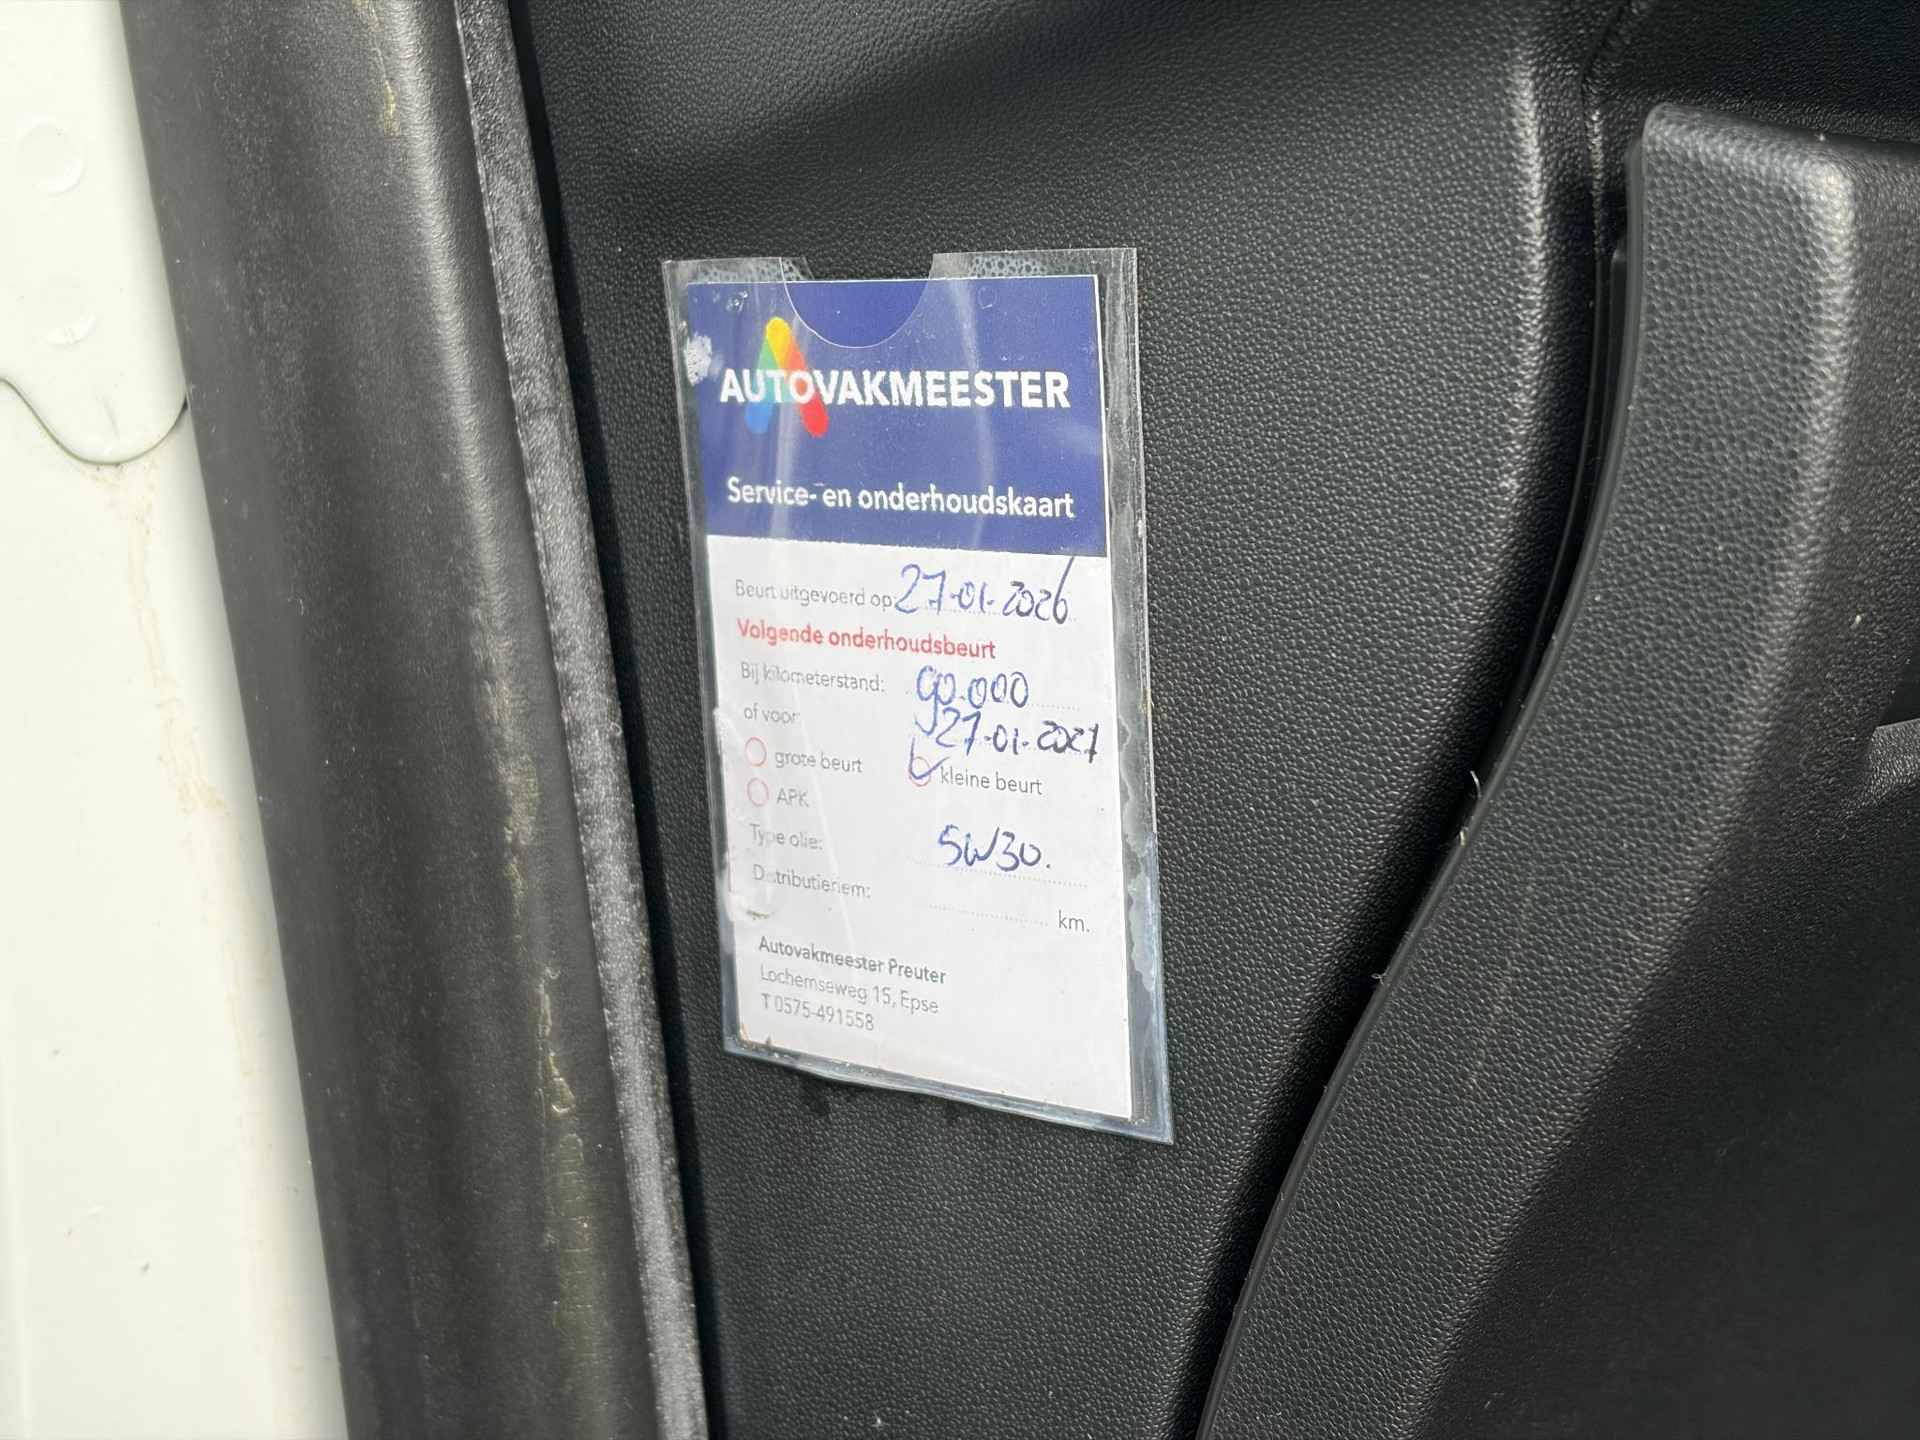 AUTOVAKMEESTER
Service- en onderhoudskaart
Beurt uitgevoerd op: 27-01-2026
Volgende onderhoudsbeurt
Bij kilometerstand: 90.000
of voor: 27-01-2027
grote beurt kleine beurt
APK
Type olie: 5W30.
Distributieriem:
km.
Autovakmeester Preuter
Lochemseweg 15, Epse
T 0575-491558